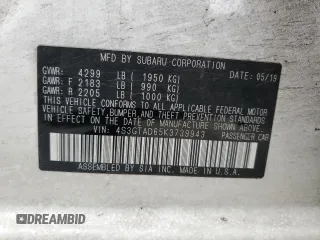 MFD BY SUBARU CORPORATION
GVWR: 4299 LB ( 1950 KG) DATE: 05/19
GAWR: F 2183 LB ( 990 KG)
GAWR: R 2205 LB ( 1000 KG)
THIS VEHICLE CONFORMS TO ALL APPLICABLE FEDERAL MOTOR
VEHICLE SAFETY, BUMPER, AND THEFT PREVENTION STANDARDS
IN EFFECT ON THE DATE OF MANUFACTURE SHOWN ABOVE.
VIN: 4S3GTAD65K3739943 PASSENGER CAR
ASSEMBLED BY SIA, INC. MADE IN U.S.A.